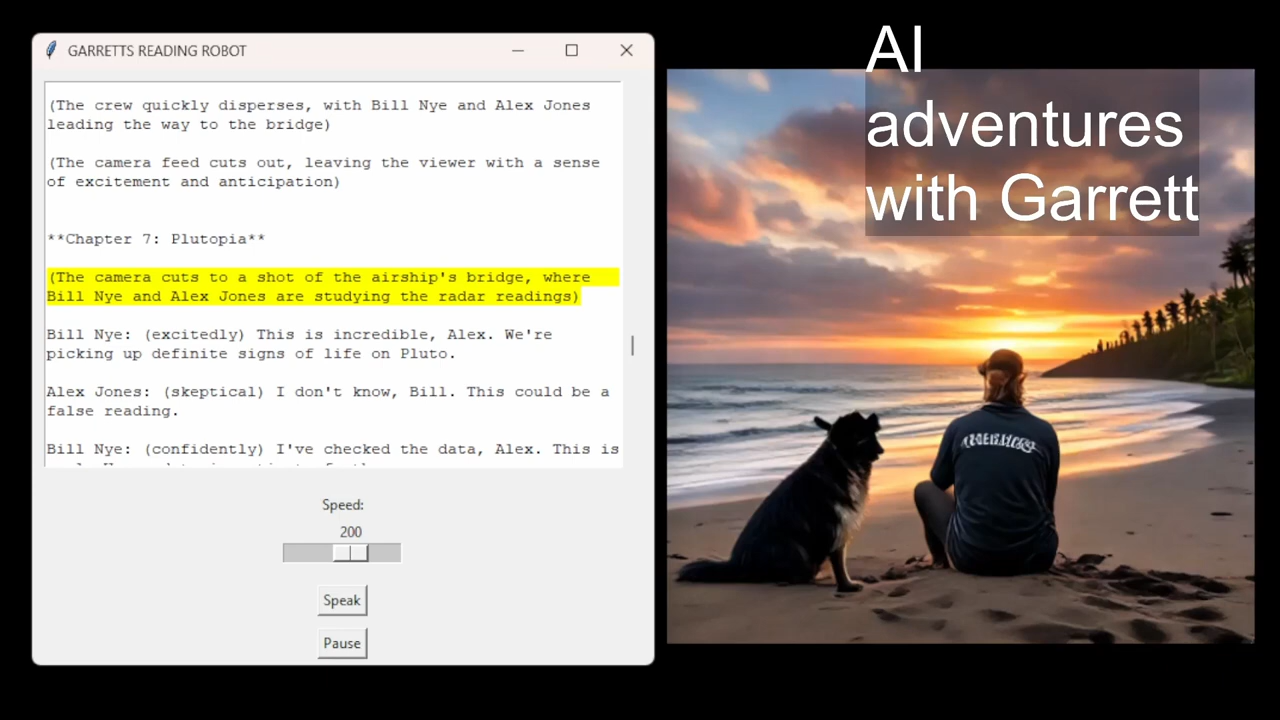 GARRETTS READING ROBOT
(The crew quickly disperses, with Bill Nye and Alex Jones
leading the way to the bridge)
(The camera feed cuts out, leaving the viewer with a sense
of excitement and anticipation)
**Chapter 7: Plutopia**
(The camera cuts to a shot of the airship's bridge, where
Bill Nye and Alex Jones are studying the radar readings)
Bill Nye: (excitedly) This is incredible, Alex. We're
picking up definite signs of life on Pluto.
Alex Jones: (skeptical) I don't know, Bill. This could be a
false reading.
Bill Nye: (confidently) I've checked the data, Alex. This is
Speed:
200
Speak
Pause
AI
adventures
with Garrett